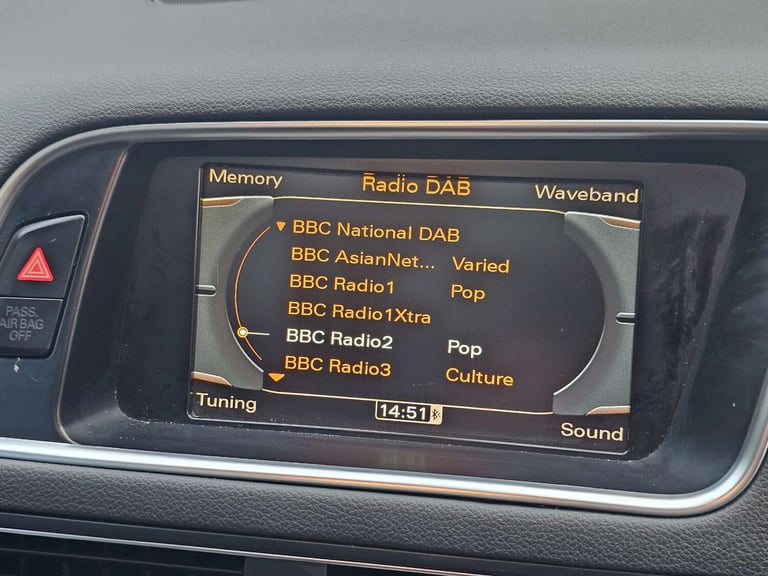 Memory
Radio DAB
Waveband
BBC National DAB
BBC AsianNet... Varied
BBC Radio1 Pop
BBC Radio1Xtra
BBC Radio2 Pop
BBC Radio3 Culture
Tuning
14:51
Sound
PASS.
AIR BAG
OFF